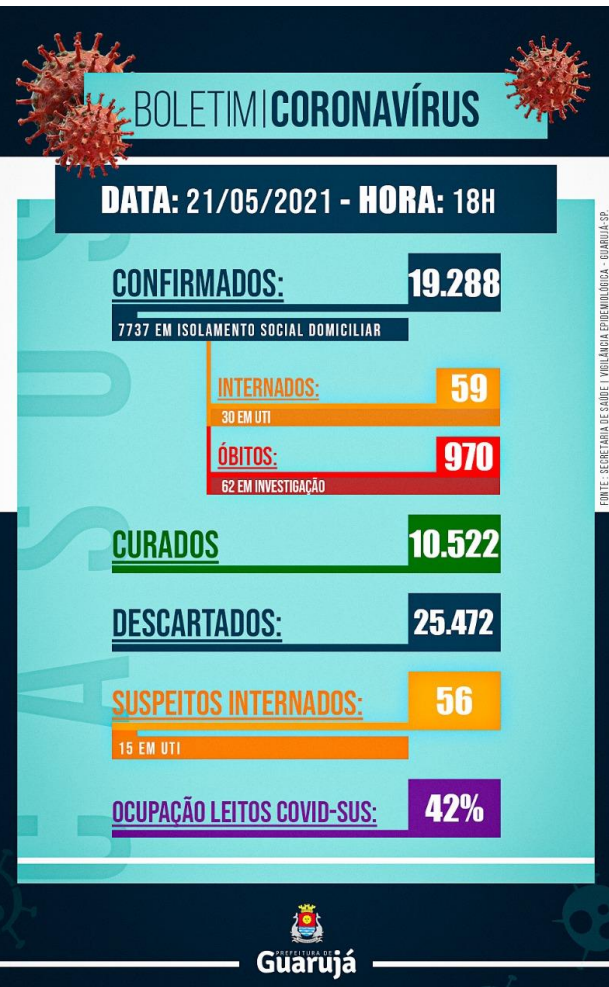 BOLETIM|CORONAVÍRUS
DATA: 21/05/2021 - HORA: 18H
CASOS
CONFIRMADOS: 19.288
7737 EM ISOLAMENTO SOCIAL DOMICILIAR
INTERNADOS: 59
30 EM UTI
ÓBITOS: 970
62 EM INVESTIGAÇÃO
CURADOS 10.522
DESCARTADOS: 25.472
SUSPEITOS INTERNADOS: 56
15 EM UTI
OCUPAÇÃO LEITOS COVID-SUS: 42%
FONTE: SECRETARIA DE SAÚDE | VIGILÂNCIA EPIDEMIOLÓGICA - GUARUJÁ-SP.
PREFEITURA DE
Guarujá